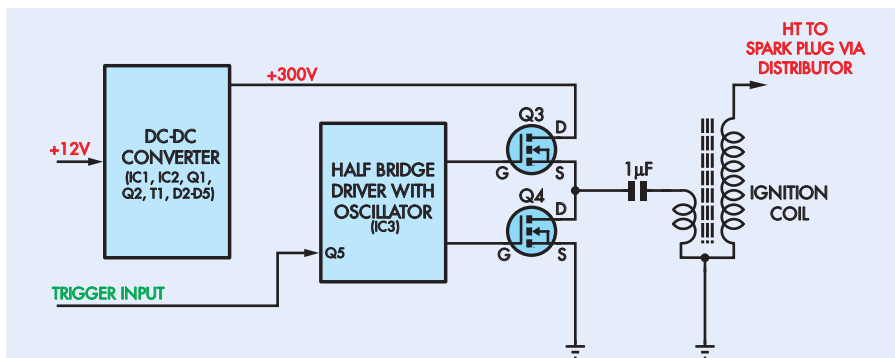 HT TO
SPARK PLUG VIA
DISTRIBUTOR
+300V
+12V
DC-DC
CONVERTER
(IC1, IC2, Q1,
Q2, T1, D2-D5)
HALF BRIDGE
DRIVER WITH
OSCILLATOR
(IC3)
Q5
TRIGGER INPUT
Q3
D
G
S
Q4
D
G
S
1µF
IGNITION
COIL